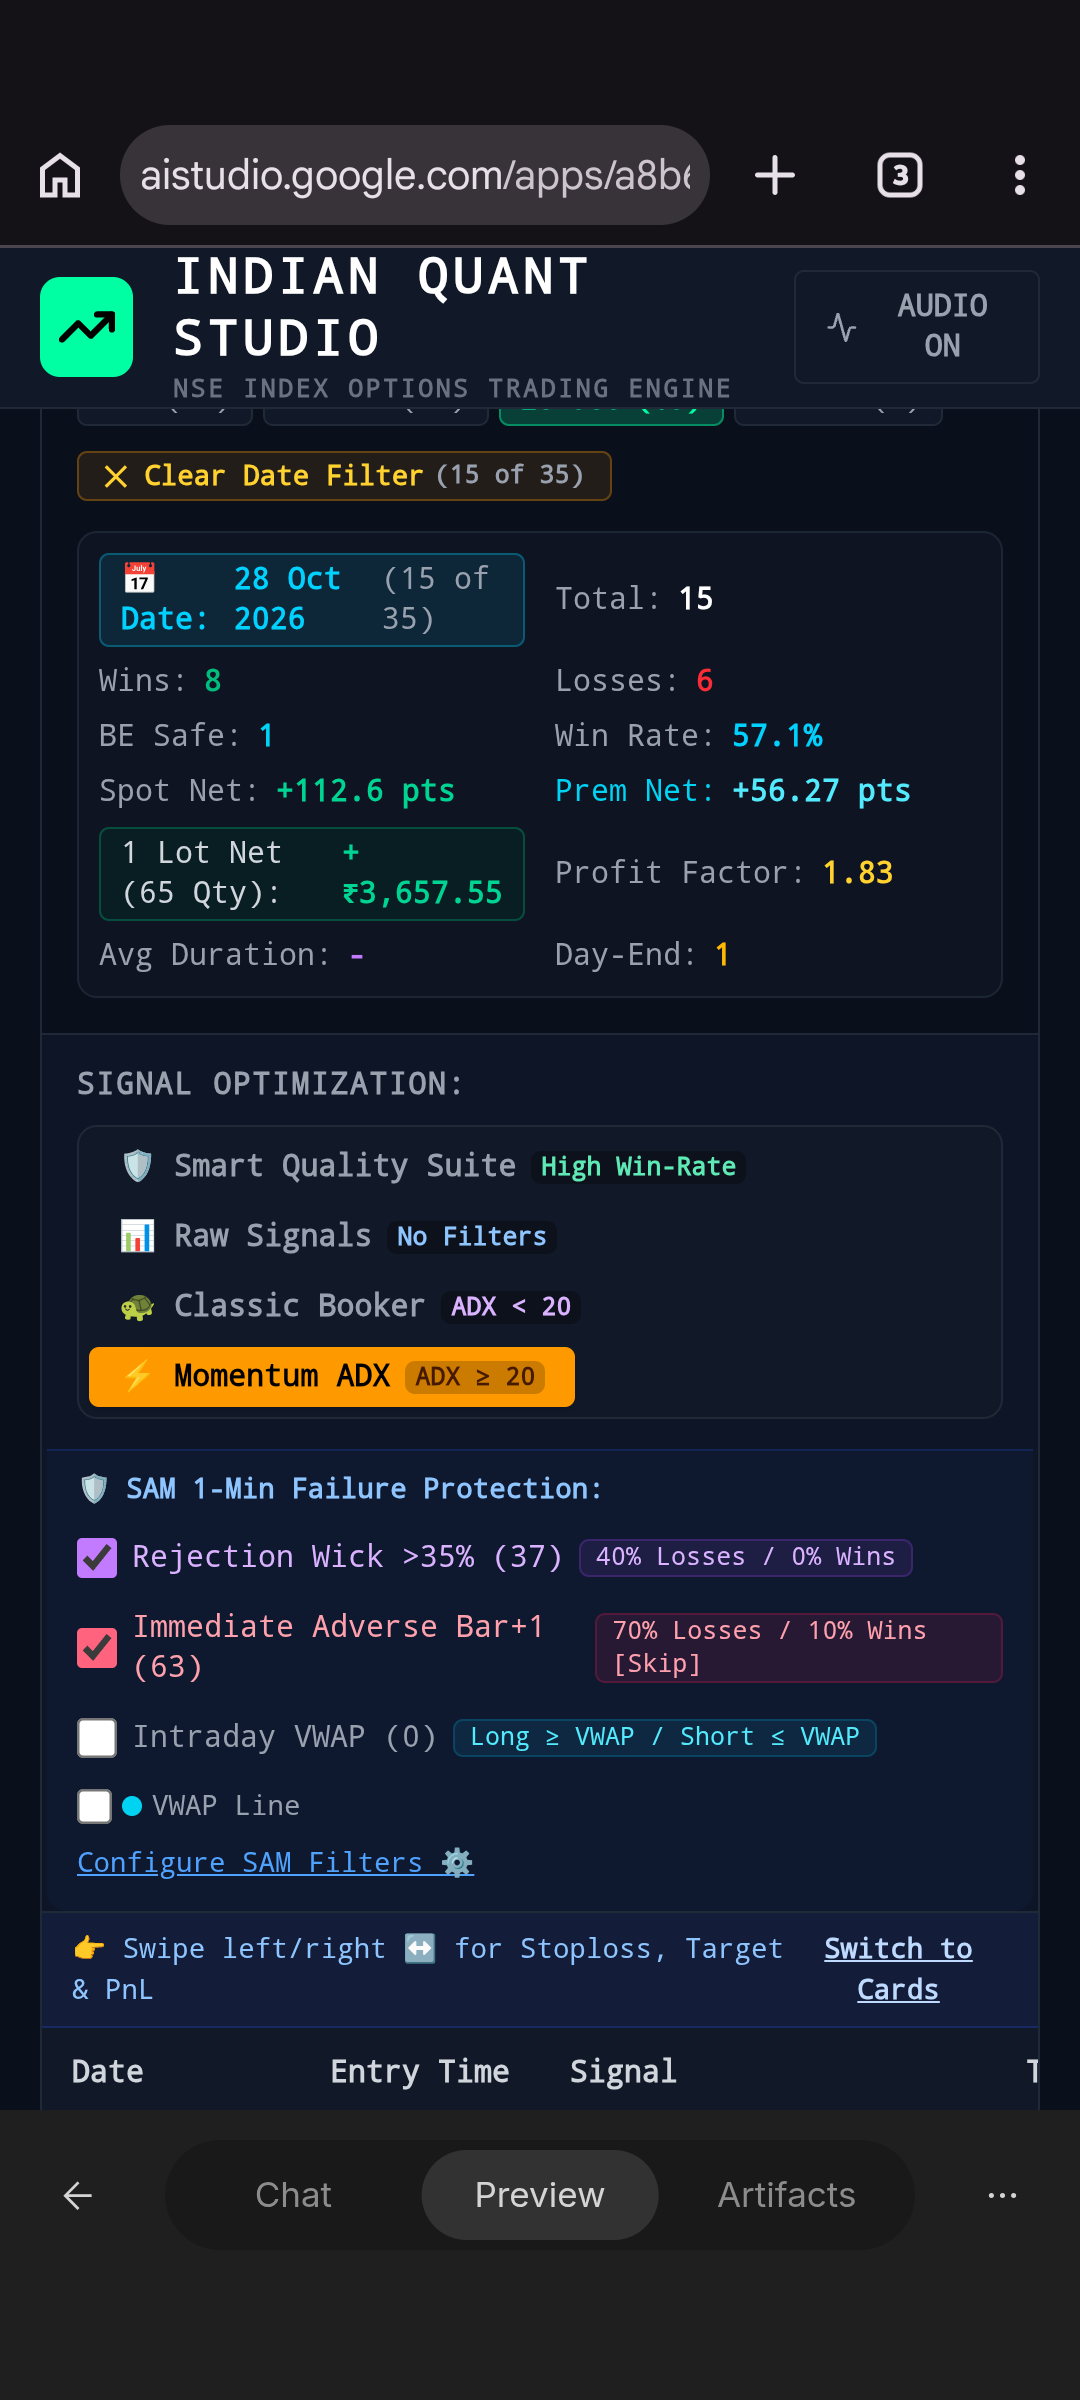 aistudio.google.com/apps/a8b
3
INDIAN QUANT
STUDIO
NSE INDEX OPTIONS TRADING ENGINE
AUDIO
ON
Clear Date Filter (15 of 35)
📅 Date: 28 Oct 2026 (15 of 35)
Total: 15
Wins: 8
Losses: 6
BE Safe: 1
Win Rate: 57.1%
Spot Net: +112.6 pts
Prem Net: +56.27 pts
1 Lot Net (65 Qty): +₹3,657.55
Profit Factor: 1.83
Avg Duration: -
Day-End: 1
SIGNAL OPTIMIZATION:
🛡️ Smart Quality Suite High Win-Rate
📊 Raw Signals No Filters
🐢 Classic Booker ADX < 20
⚡ Momentum ADX ADX ≥ 20
🛡️ SAM 1-Min Failure Protection:
Rejection Wick >35% (37) 40% Losses / 0% Wins
Immediate Adverse Bar+1 (63) 70% Losses / 10% Wins [Skip]
Intraday VWAP (0) Long ≥ VWAP / Short ≤ VWAP
VWAP Line
Configure SAM Filters ⚙️
👉 Swipe left/right ↔️ for Stoploss, Target & PnL
Switch to Cards
Date Entry Time Signal
Chat Preview Artifacts